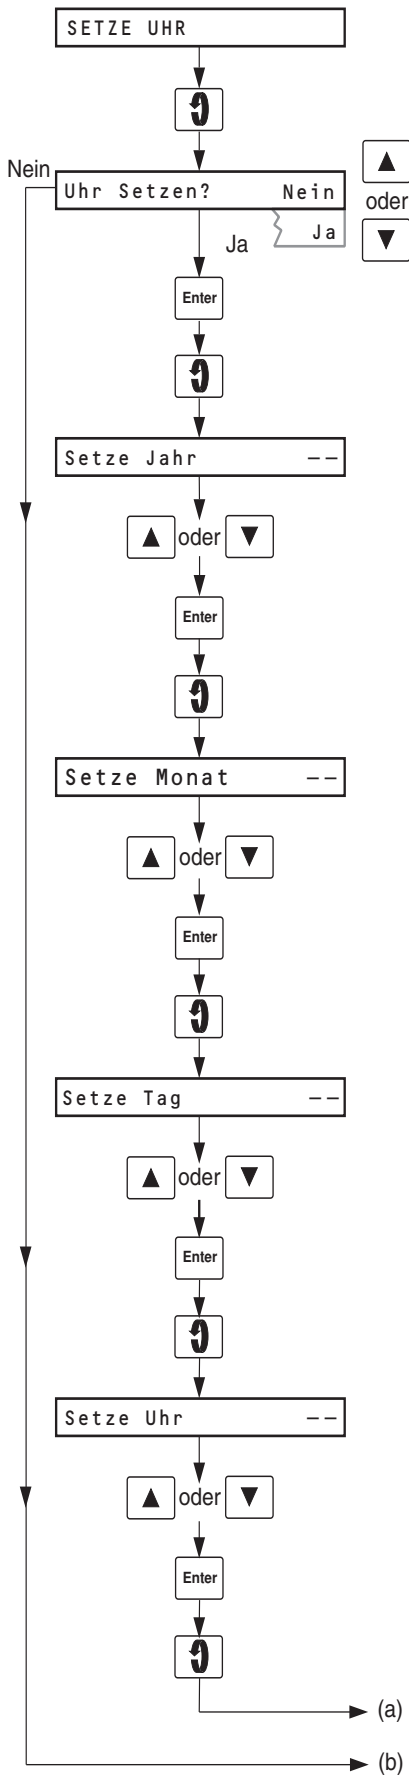 SETZE UHR
Nein
Uhr Setzen? Nein
oder
Ja
Ja
Enter
Setze Jahr --
oder
Enter
Setze Monat --
oder
Enter
Setze Tag --
oder
Enter
Setze Uhr --
oder
Enter
(a)
(b)